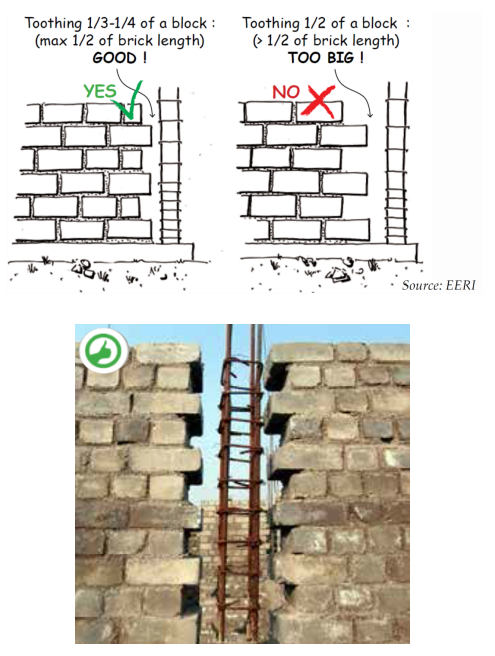 Toothing 1/3-1/4 of a block :
(max 1/2 of brick length)
GOOD !
YES
Toothing 1/2 of a block :
(> 1/2 of brick length)
TOO BIG !
NO
Source: EERI